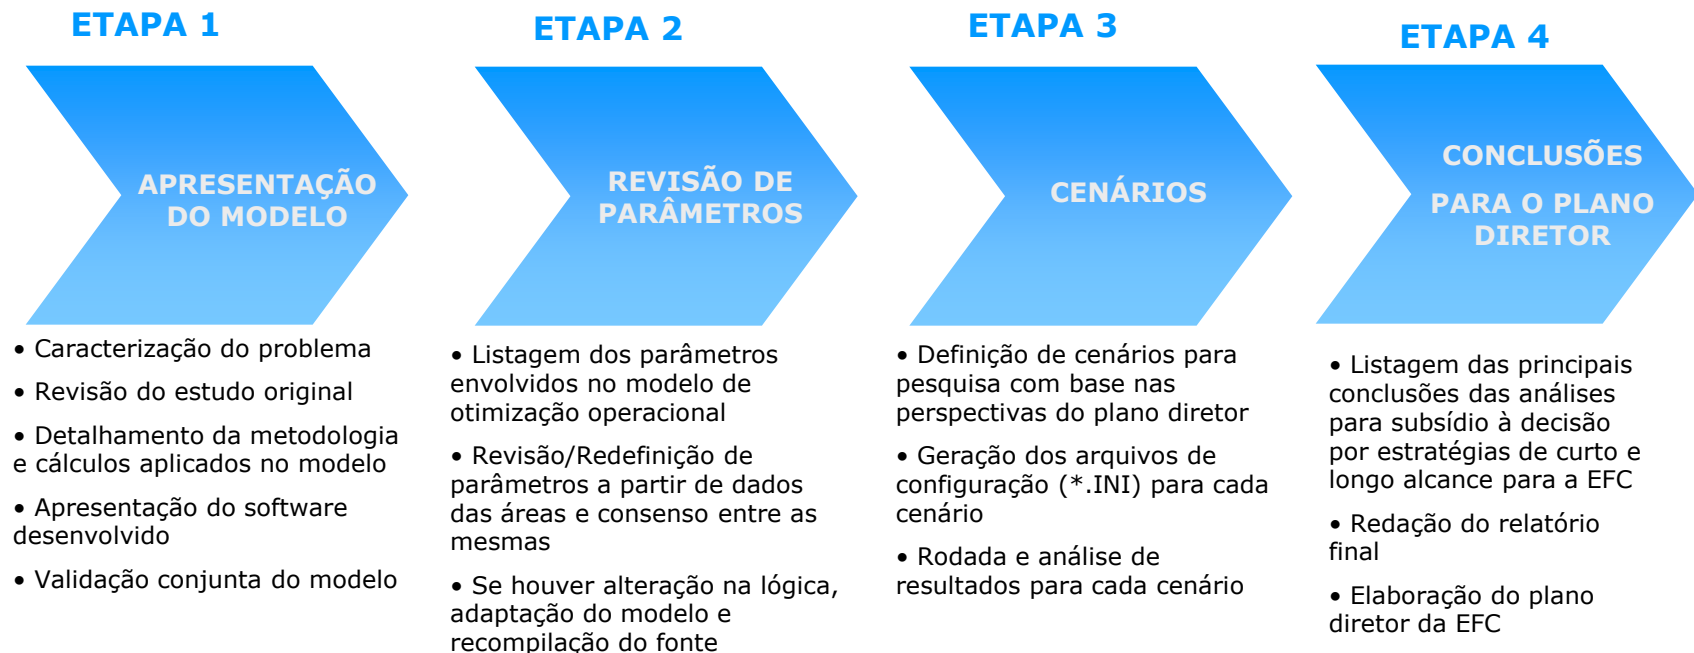 ETAPA 1
APRESENTAÇÃO
DO MODELO
• Caracterização do problema
• Revisão do estudo original
• Detalhamento da metodologia
e cálculos aplicados no modelo
• Apresentação do software
desenvolvido
• Validação conjunta do modelo
ETAPA 2
REVISÃO DE
PARÂMETROS
• Listagem dos parâmetros
envolvidos no modelo de
otimização operacional
• Revisão/Redefinição de
parâmetros a partir de dados
das áreas e consenso entre as
mesmas
• Se houver alteração na lógica,
adaptação do modelo e
recompilação do fonte
ETAPA 3
CENÁRIOS
• Definição de cenários para
pesquisa com base nas
perspectivas do plano diretor
• Geração dos arquivos de
configuração (*.INI) para cada
cenário
• Rodada e análise de
resultados para cada cenário
ETAPA 4
CONCLUSÕES
PARA O PLANO
DIRETOR
• Listagem das principais
conclusões das análises
para subsídio à decisão
por estratégias de curto e
longo alcance para a EFC
• Redação do relatório
final
• Elaboração do plano
diretor da EFC